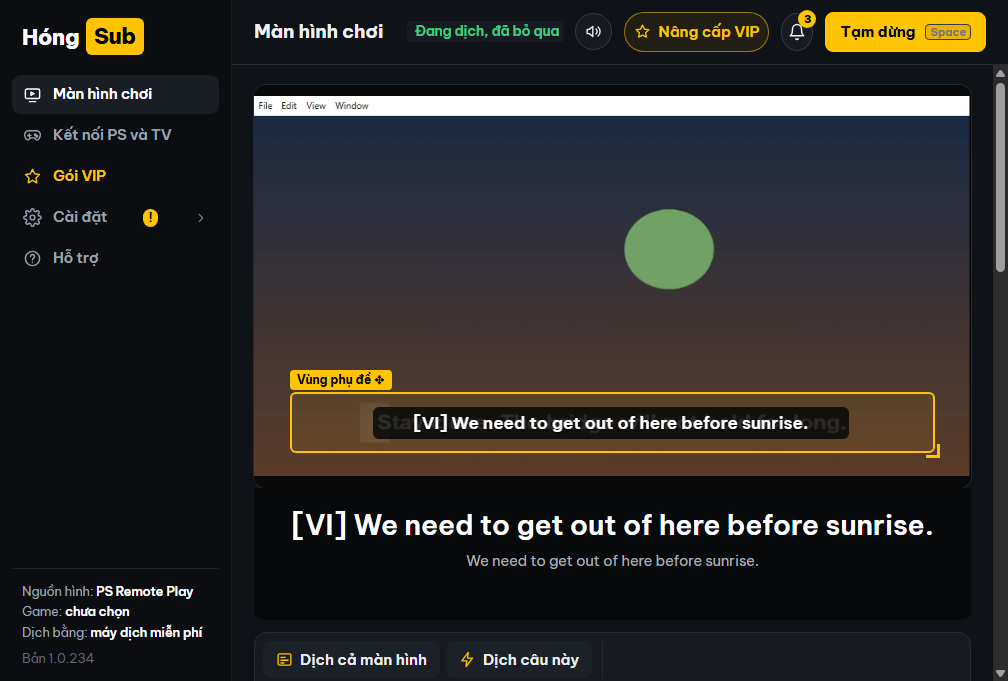 Hóng Sub
Màn hình chơi
Kết nối PS và TV
Gói VIP
Cài đặt !
Hỗ trợ
Nguồn hình: PS Remote Play
Game: chưa chọn
Dịch bằng: máy dịch miễn phí
Bản 1.0.234
Màn hình chơi
Đang dịch, đã bỏ qua
Nâng cấp VIP
3
Tạm dừng Space
File Edit View Window
Vùng phụ đề
[VI] We need to get out of here before sunrise.
[VI] We need to get out of here before sunrise.
We need to get out of here before sunrise.
Dịch cả màn hình
Dịch câu này